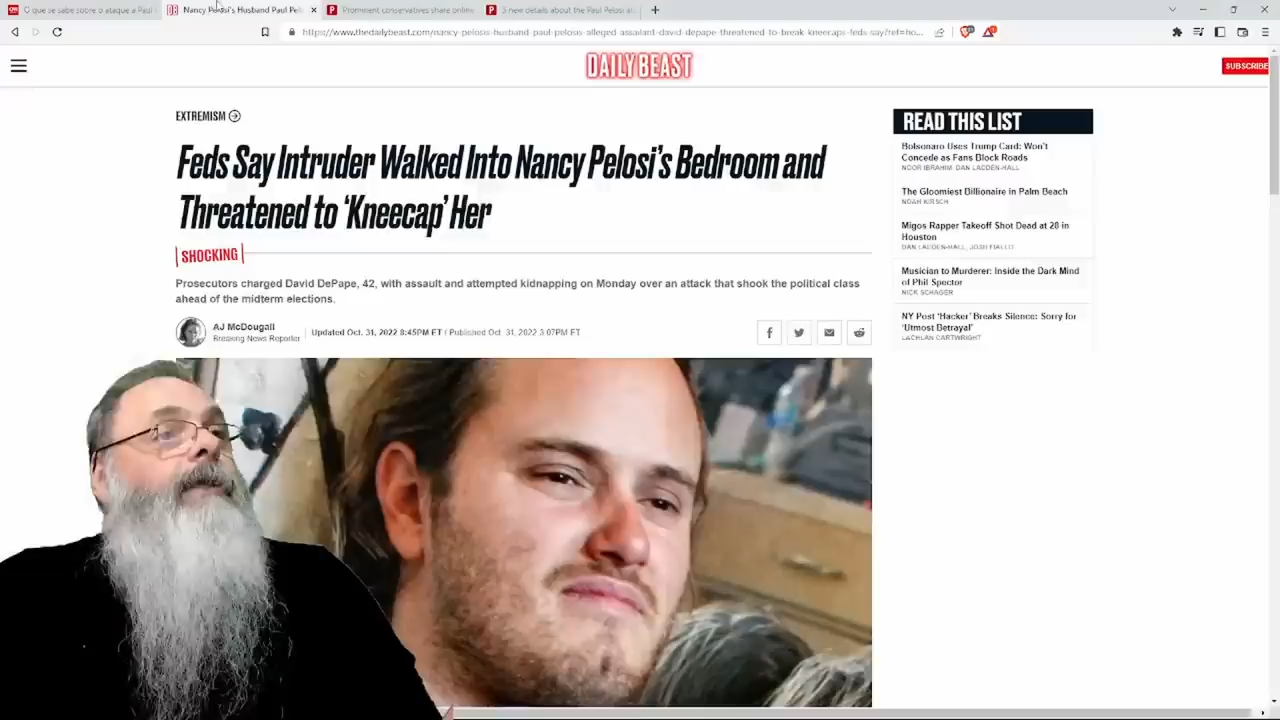 O que se sabe sobre o ataque a Paul
Nancy Pelosi's Husband Paul Pel
Prominent conservatives share online
5 new details about the Paul Pelosi at
https://www.thedailybeast.com/nancy-pelosis-husband-paul-pelosis-alleged-assailant-david-depape-threatened-to-break-kneecaps-feds-say?ref=ho...
DAILY BEAST
SUBSCRIBE
EXTREMISM
Feds Say Intruder Walked Into Nancy Pelosi's Bedroom and
Threatened to 'Kneecap' Her
SHOCKING
Prosecutors charged David DePape, 42, with assault and attempted kidnapping on Monday over an attack that shook the political class
ahead of the midterm elections.
AJ McDougall
Breaking News Reporter
Updated Oct. 31, 2022 8:45PM ET / Published Oct. 31, 2022 3:07PM ET
READ THIS LIST
Bolsonaro Uses Trump Card: Won't
Concede as Fans Block Roads
NOOR IBRAHIM, DAN LADDEN-HALL
The Gloomiest Billionaire in Palm Beach
NOAH KIRSCH
Migos Rapper Takeoff Shot Dead at 28 in
Houston
DAN LADDEN-HALL, JOSH FIALLO
Musician to Murderer: Inside the Dark Mind
of Phil Spector
NICK SCHAGER
NY Post 'Hacker' Breaks Silence: Sorry for
'Utmost Betrayal'
LACHLAN CARTWRIGHT